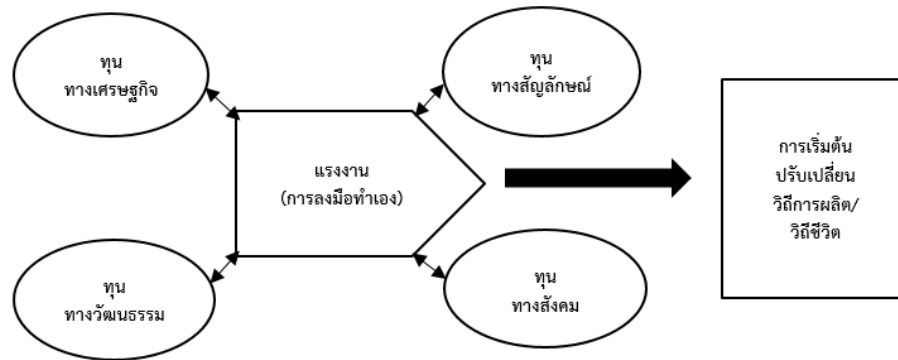 ทุน
ทางเศรษฐกิจ
ทุน
ทางสัญลักษณ์
แรงงาน
(การลงมือทำเอง)
การเริ่มต้น
ปรับเปลี่ยน
วิถีการผลิต/
วิถีชีวิต
ทุน
ทางวัฒนธรรม
ทุน
ทางสังคม